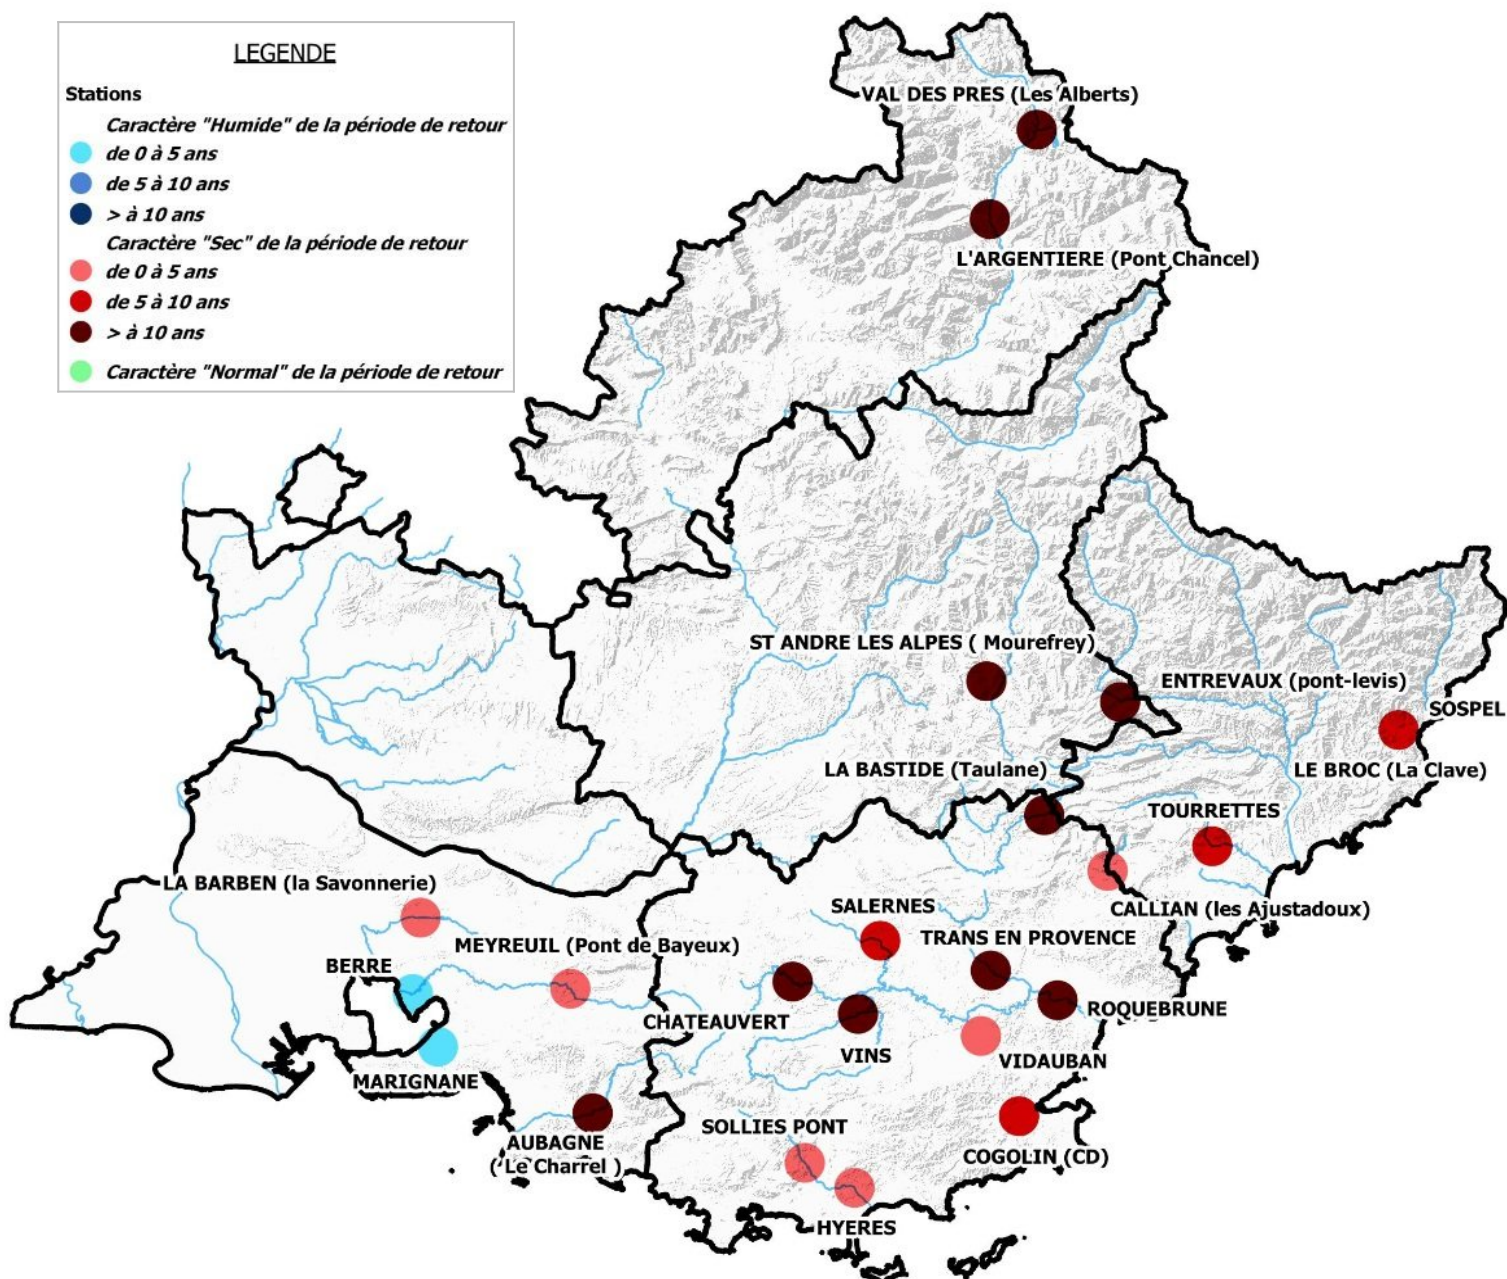 LEGENDE
Stations
Caractère "Humide" de la période de retour
de 0 à 5 ans
de 5 à 10 ans
> à 10 ans
Caractère "Sec" de la période de retour
de 0 à 5 ans
de 5 à 10 ans
> à 10 ans
Caractère "Normal" de la période de retour
VAL DES PRES (Les Alberts)
L'ARGENTIERE (Pont Chancel)
ST ANDRE LES ALPES ( Mourefrey)
ENTREVAUX (pont-levis)
SOSPEL
LA BASTIDE (Taulane)
LE BROC (La Clave)
TOURRETTES
LA BARBEN (la Savonnerie)
SALERNES
CALLIAN (les Ajustadoux)
MEYREUIL (Pont de Bayeux)
TRANS EN PROVENCE
BERRE
CHATEAUVERT
ROQUEBRUNE
VINS
VIDAUBAN
MARIGNANE
SOLLIES PONT
AUBAGNE
( Le Charrel )
COGOLIN (CD)
HYERES